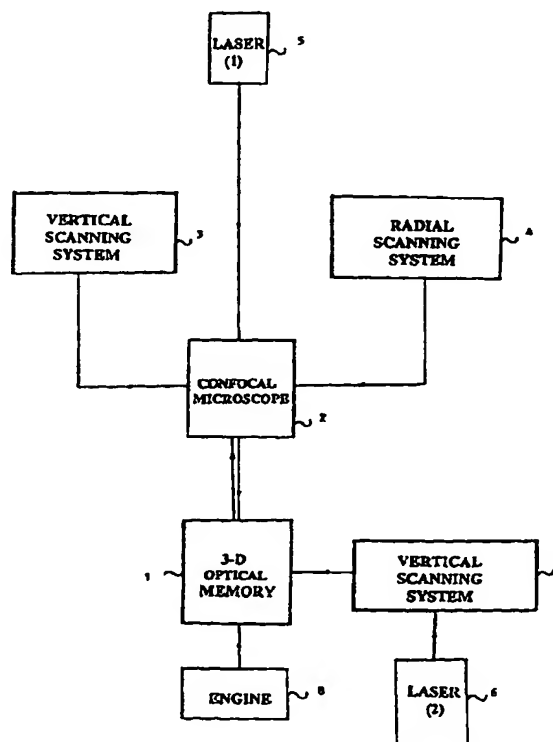 LASER
(1)
5
VERTICAL
SCANNING
SYSTEM
3
RADIAL
SCANNING
SYSTEM
4
CONFOCAL
MICROSCOPE
2
3-D
OPTICAL
MEMORY
1
VERTICAL
SCANNING
SYSTEM
ENGINE
8
LASER
(2)
6